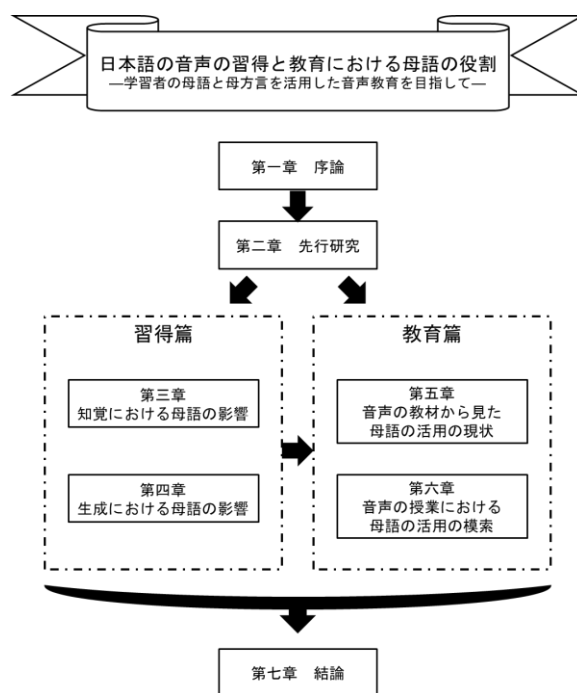 日本語の音声の習得と教育における母語の役割
―学習者の母語と母方言を活用した音声教育を目指して―
第一章　序論
第二章　先行研究
習得篇
第三章
知覚における母語の影響
第四章
生成における母語の影響
教育篇
第五章
音声の教材から見た
母語の活用の現状
第六章
音声の授業における
母語の活用の模索
第七章　結論